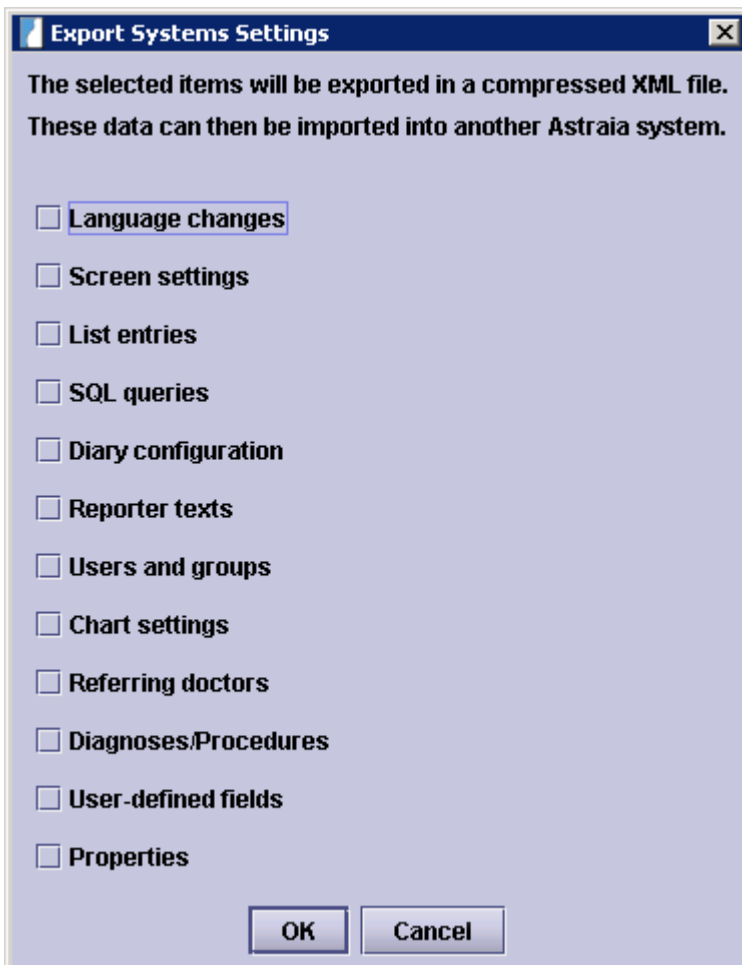 Export Systems Settings
The selected items will be exported in a compressed XML file.
These data can then be imported into another Astraia system.
Language changes
Screen settings
List entries
SQL queries
Diary configuration
Reporter texts
Users and groups
Chart settings
Referring doctors
Diagnoses/Procedures
User-defined fields
Properties
OK Cancel